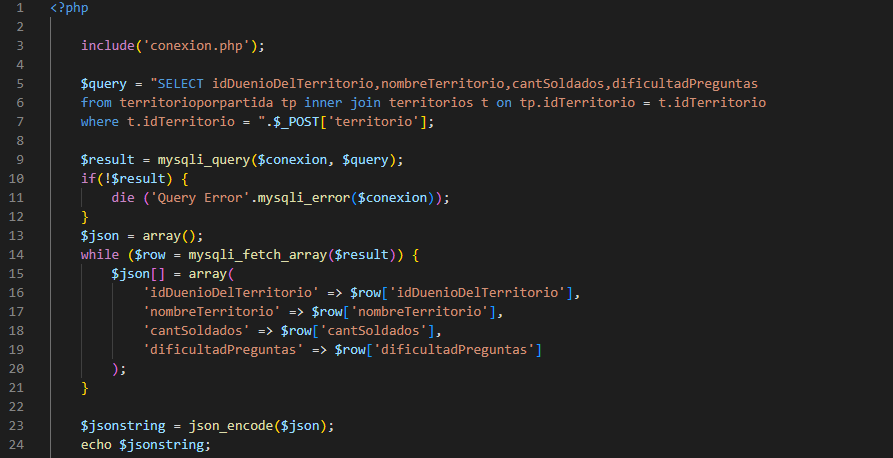 1 <?php
2
3     include('conexion.php');
4
5     $query = "SELECT idDuenioDelTerritorio,nombreTerritorio,cantSoldados,dificultadPreguntas
6     from territorioporpartida tp inner join territorios t on tp.idTerritorio = t.idTerritorio
7     where t.idTerritorio = ".$_POST['territorio'];
8
9     $result = mysqli_query($conexion, $query);
10     if(!$result) {
11         die ('Query Error'.mysqli_error($conexion));
12     }
13     $json = array();
14     while ($row = mysqli_fetch_array($result)) {
15         $json[] = array(
16             'idDuenioDelTerritorio' => $row['idDuenioDelTerritorio'],
17             'nombreTerritorio' => $row['nombreTerritorio'],
18             'cantSoldados' => $row['cantSoldados'],
19             'dificultadPreguntas' => $row['dificultadPreguntas']
20         );
21     }
22
23     $jsonstring = json_encode($json);
24     echo $jsonstring;